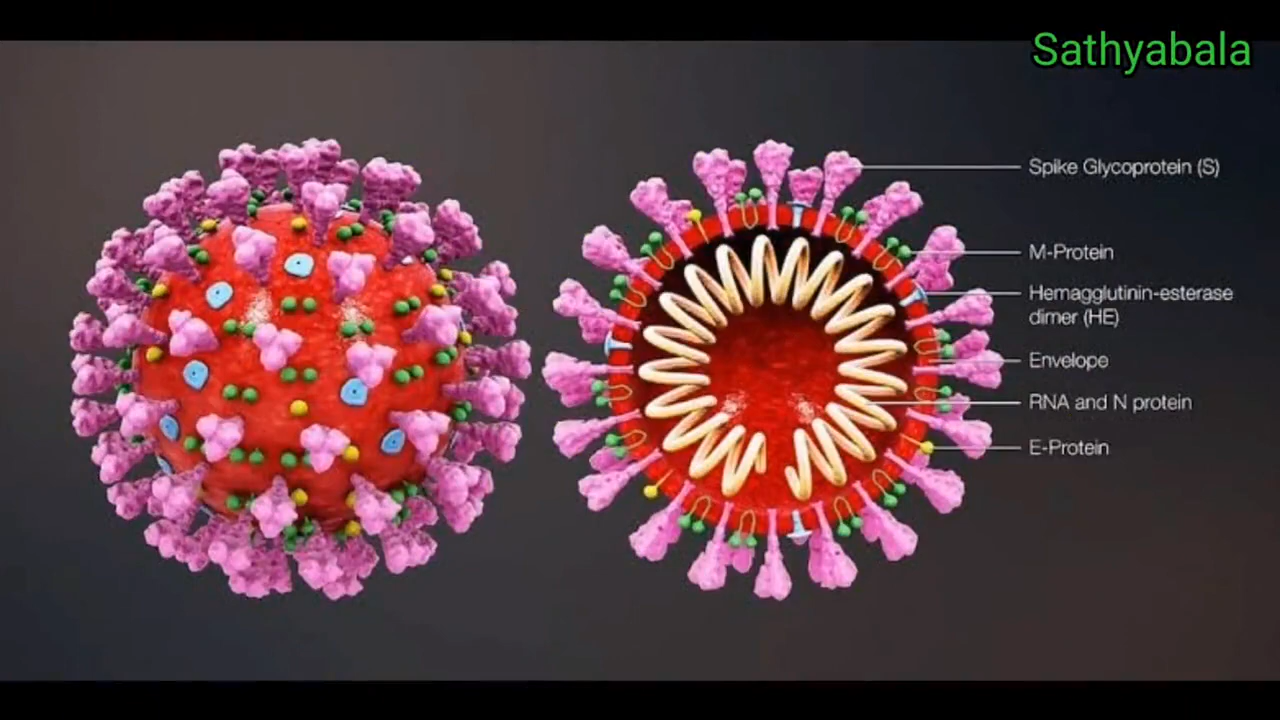 Sathyabala
Spike Glycoprotein (S)
M-Protein
Hemagglutinin-esterase
dimer (HE)
Envelope
RNA and N protein
E-Protein